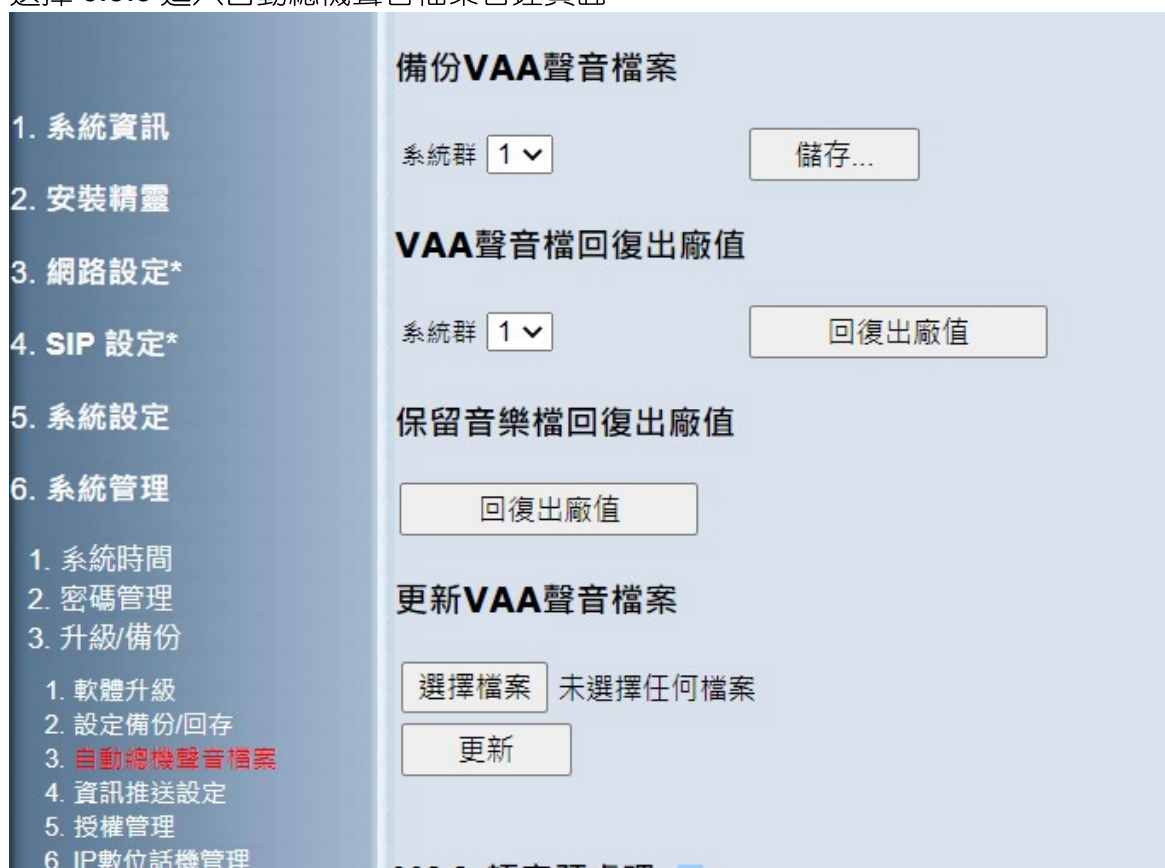 備份VAA聲音檔案
系統群 1 儲存...
VAA聲音檔回復出廠值
系統群 1 回復出廠值
保留音樂檔回復出廠值
回復出廠值
更新VAA聲音檔案
選擇檔案 未選擇任何檔案
更新
1. 系統資訊
2. 安裝精靈
3. 網路設定*
4. SIP 設定*
5. 系統設定
6. 系統管理
1. 系統時間
2. 密碼管理
3. 升級/備份
1. 軟體升級
2. 設定備份/回存
3. 自動總機聲音檔案
4. 資訊推送設定
5. 授權管理
6. IP數位話機管理